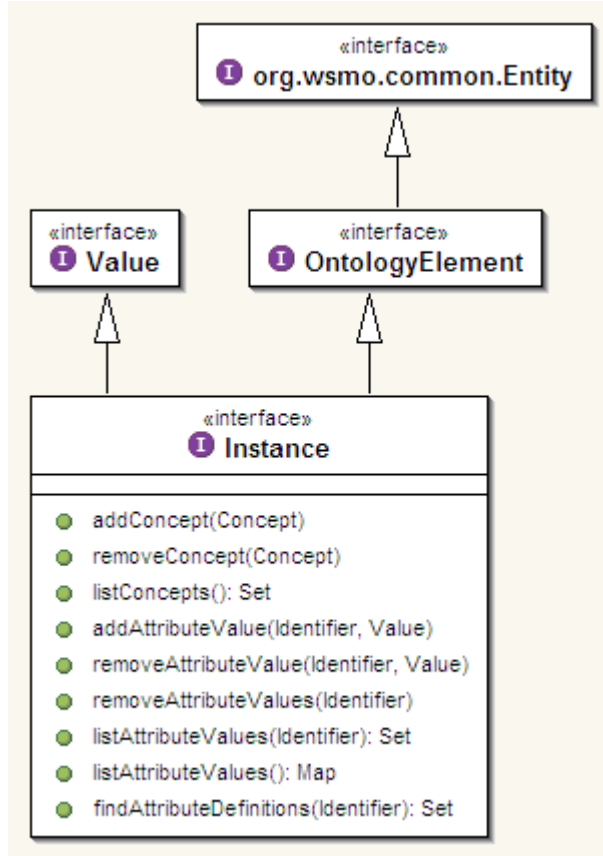 «interface»
I org.wsmo.common.Entity
«interface»
I Value
«interface»
I OntologyElement
«interface»
I Instance
addConcept(Concept)
removeConcept(Concept)
listConcepts(): Set
addAttributeValue(Identifier, Value)
removeAttributeValue(Identifier, Value)
removeAttributeValues(Identifier)
listAttributeValues(Identifier): Set
listAttributeValues(): Map
findAttributeDefinitions(Identifier): Set